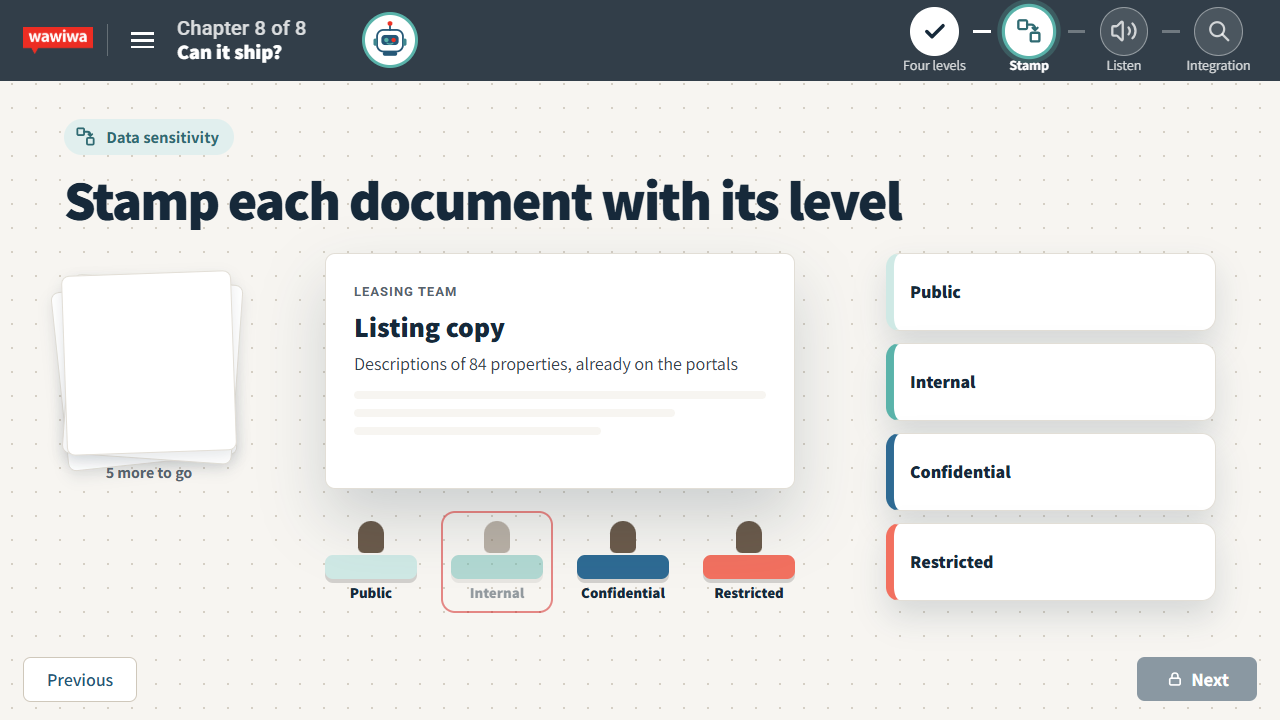 wawiwa
Chapter 8 of 8
Can it ship?
Four levels
Stamp
Listen
Integration
Data sensitivity
Stamp each document with its level
5 more to go
LEASING TEAM
Listing copy
Descriptions of 84 properties, already on the portals
Public
Internal
Confidential
Restricted
Public
Internal
Confidential
Restricted
Previous
Next